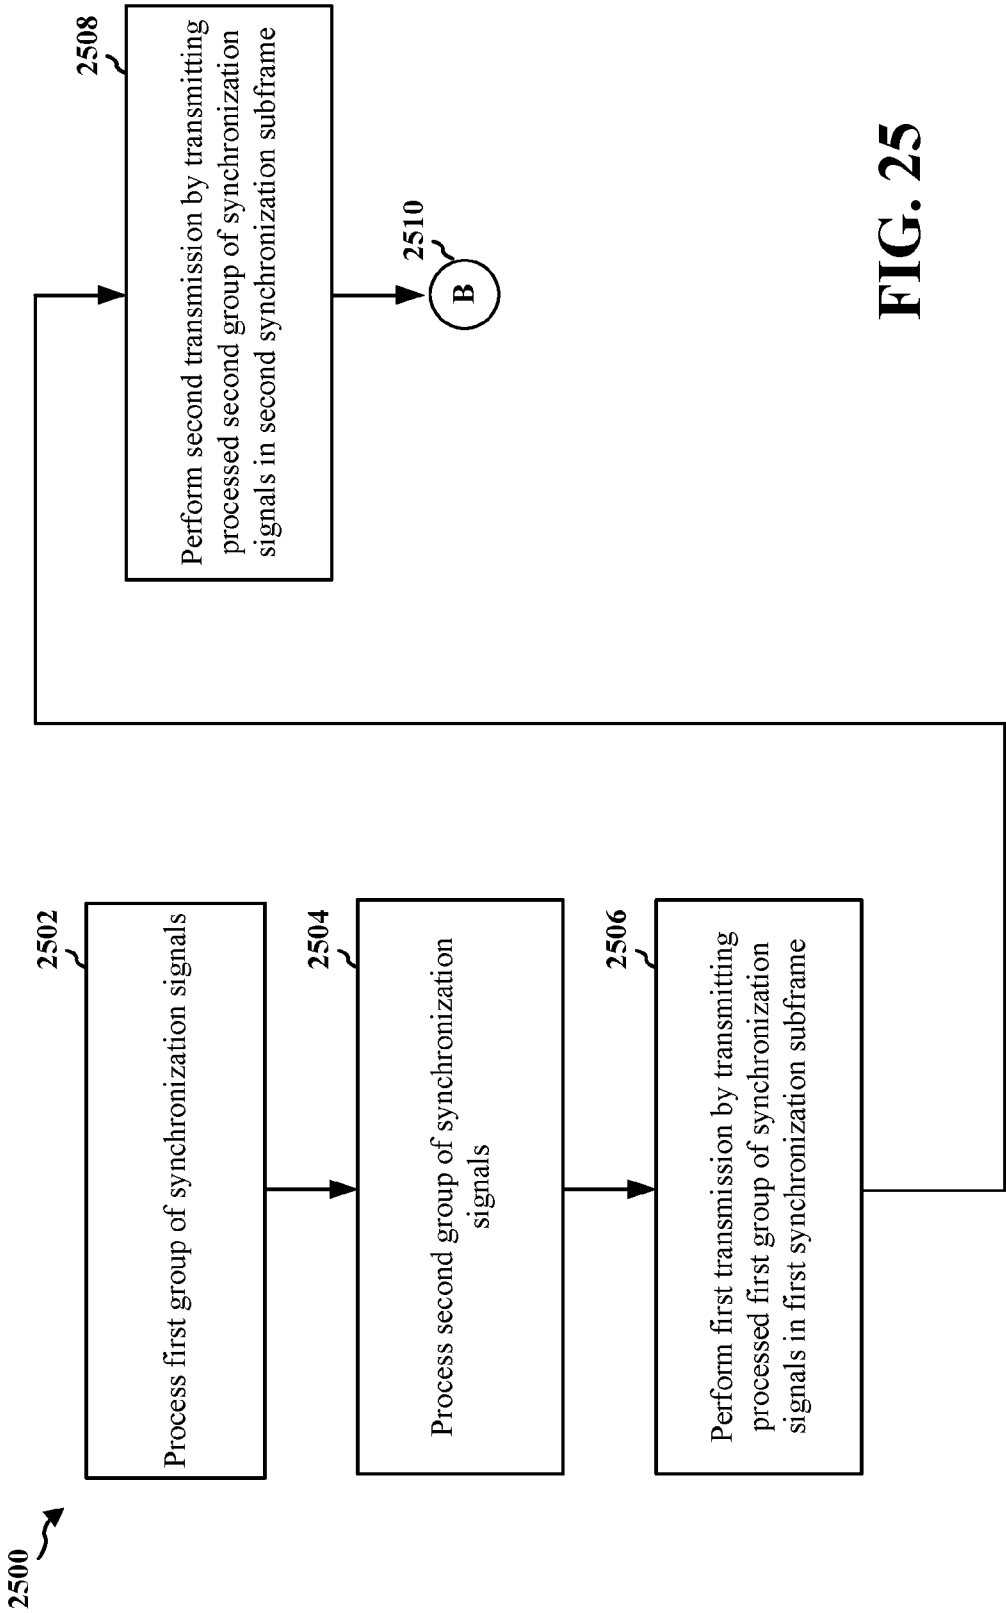 2500
2502
Process first group of synchronization signals
2504
Process second group of synchronization
signals
2506
Perform first transmission by transmitting
processed first group of synchronization
signals in first synchronization subframe
2508
Perform second transmission by transmitting
processed second group of synchronization
signals in second synchronization subframe
2510
B
FIG. 25